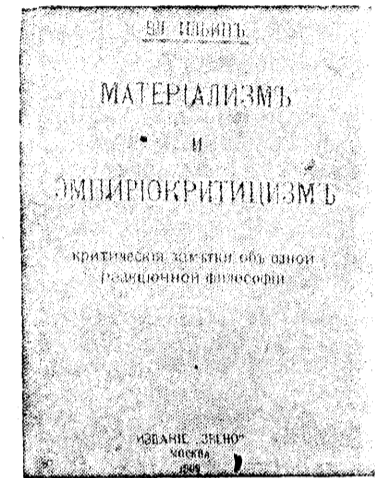 ВЛ. ИЛЬИНЪ.
МАТЕРІАЛИЗМЪ
И
ЭМПИРІОКРИТИЦИЗМЪ
критическія замѣтки объ одной
реакціонной философіи
ИЗДАНІЕ „ЗВЕНО“
МОСКВА
1909